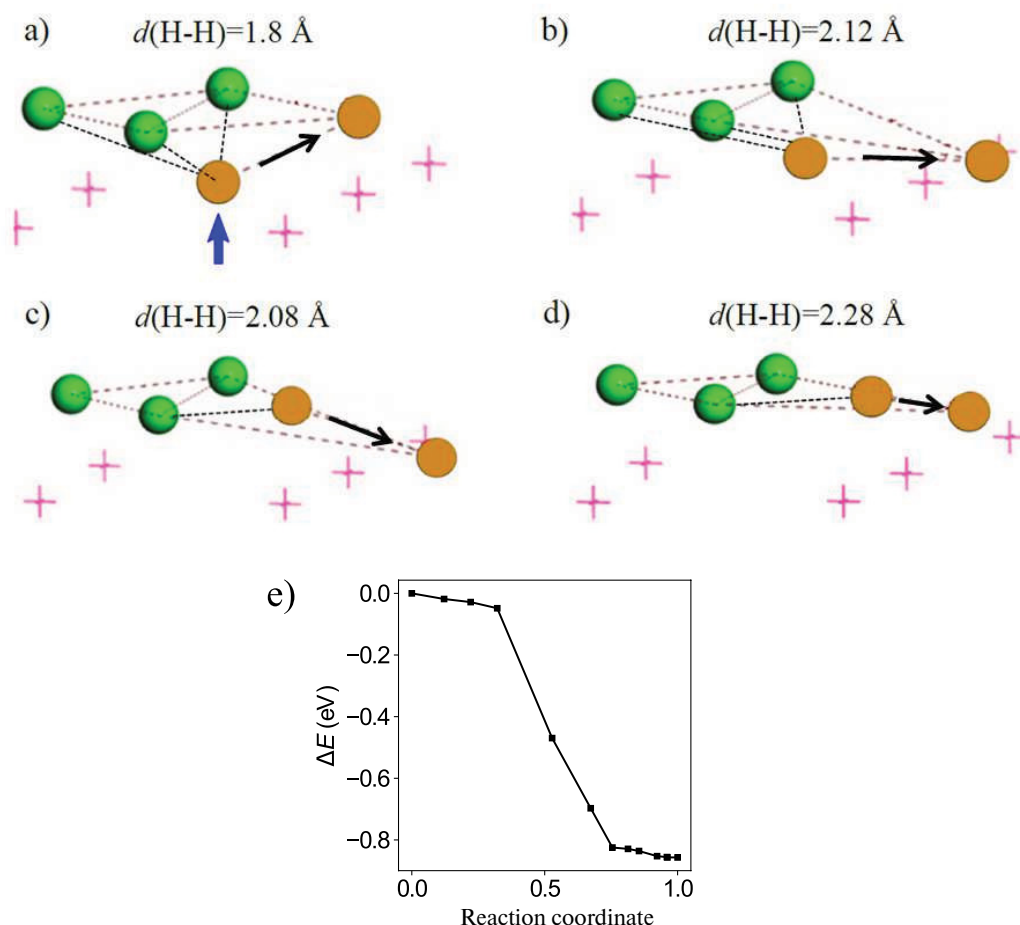 a) d(H-H)=1.8 Å
b) d(H-H)=2.12 Å
c) d(H-H)=2.08 Å
d) d(H-H)=2.28 Å
e)
ΔE (eV)
0.0
−0.2
−0.4
−0.6
−0.8
0.0 0.5 1.0
Reaction coordinate